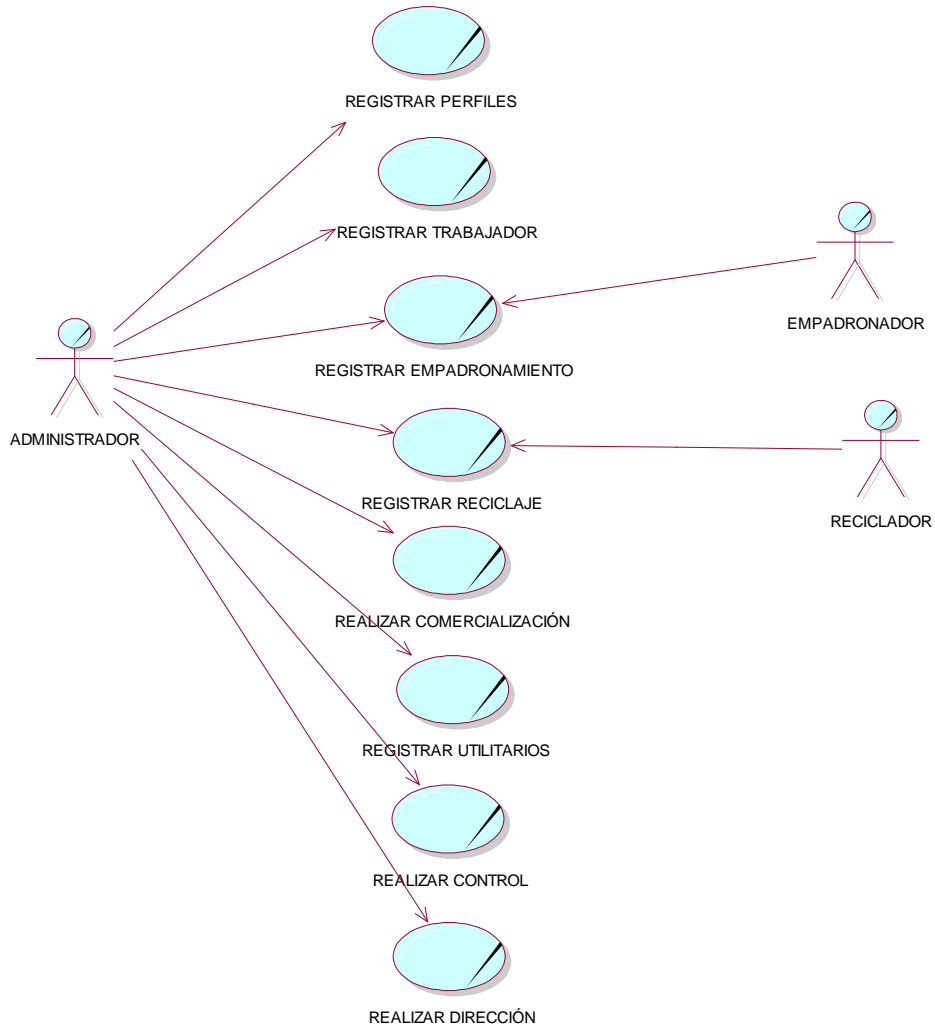 REGISTRAR PERFILES
REGISTRAR TRABAJADOR
EMPADRONADOR
REGISTRAR EMPADRONAMIENTO
ADMINISTRADOR
REGISTRAR RECICLAJE
RECICLADOR
REALIZAR COMERCIALIZACIÓN
REGISTRAR UTILITARIOS
REALIZAR CONTROL
REALIZAR DIRECCIÓN